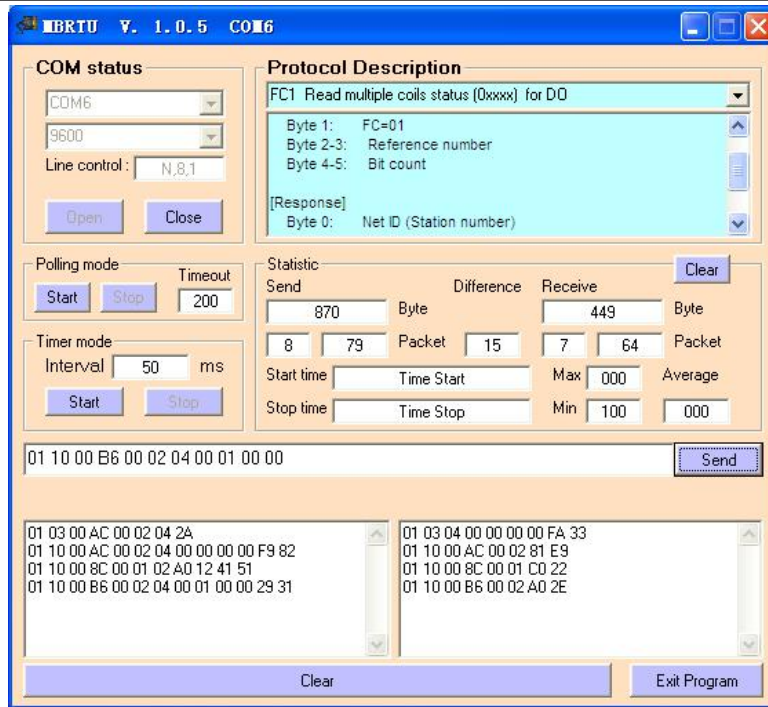 MBRTU V. 1.0.5 COM6
COM status
COM6
9600
Line control : N,8,1
Open Close
Protocol Description
FC1 Read multiple coils status (0xxxx) for DO
Byte 1: FC=01
Byte 2-3: Reference number
Byte 4-5: Bit count
[Response]
Byte 0: Net ID (Station number)
Polling mode
Timeout
Start Stop 200
Timer mode
Interval 50 ms
Start Stop
Statistic
Clear
Send Difference Receive
870 Byte 449 Byte
8 79 Packet 15 7 64 Packet
Start time Time Start Max 000 Average
Stop time Time Stop Min 100 000
01 10 00 B6 00 02 04 00 01 00 00
Send
01 03 00 AC 00 02 04 2A
01 10 00 AC 00 02 04 00 00 00 00 F9 82
01 10 00 8C 00 01 02 A0 12 41 51
01 10 00 B6 00 02 04 00 01 00 00 29 31
01 03 04 00 00 00 00 FA 33
01 10 00 AC 00 02 81 E9
01 10 00 8C 00 01 C0 22
01 10 00 B6 00 02 A0 2E
Clear
Exit Program